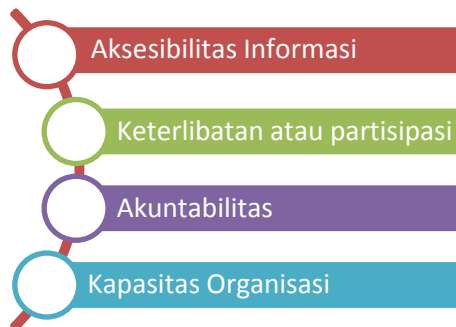 Aksesibilitas Informasi
Keterlibatan atau partisipasi
Akuntabilitas
Kapasitas Organisasi